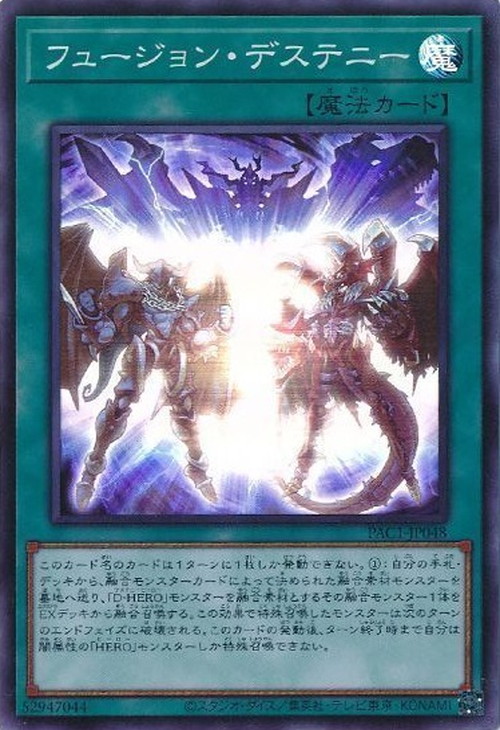 フュージョン・デステニー 魔
【魔法カード】
PAC1-JP048
このカード名のカードは1ターンに1枚しか発動できない。①:自分の手札・
デッキから、融合モンスターカードによって決められた融合素材モンスターを
墓地へ送り、「D-HERO」モンスターを融合素材とするその融合モンスター1体を
EXデッキから融合召喚する。この効果で特殊召喚したモンスターは次のターン
のエンドフェイズに破壊される。このカードの発動後、ターン終了時まで自分は
闇属性の「HERO」モンスターしか特殊召喚できない。
52947044
©スタジオ・ダイス/集英社・テレビ東京・KONAMI